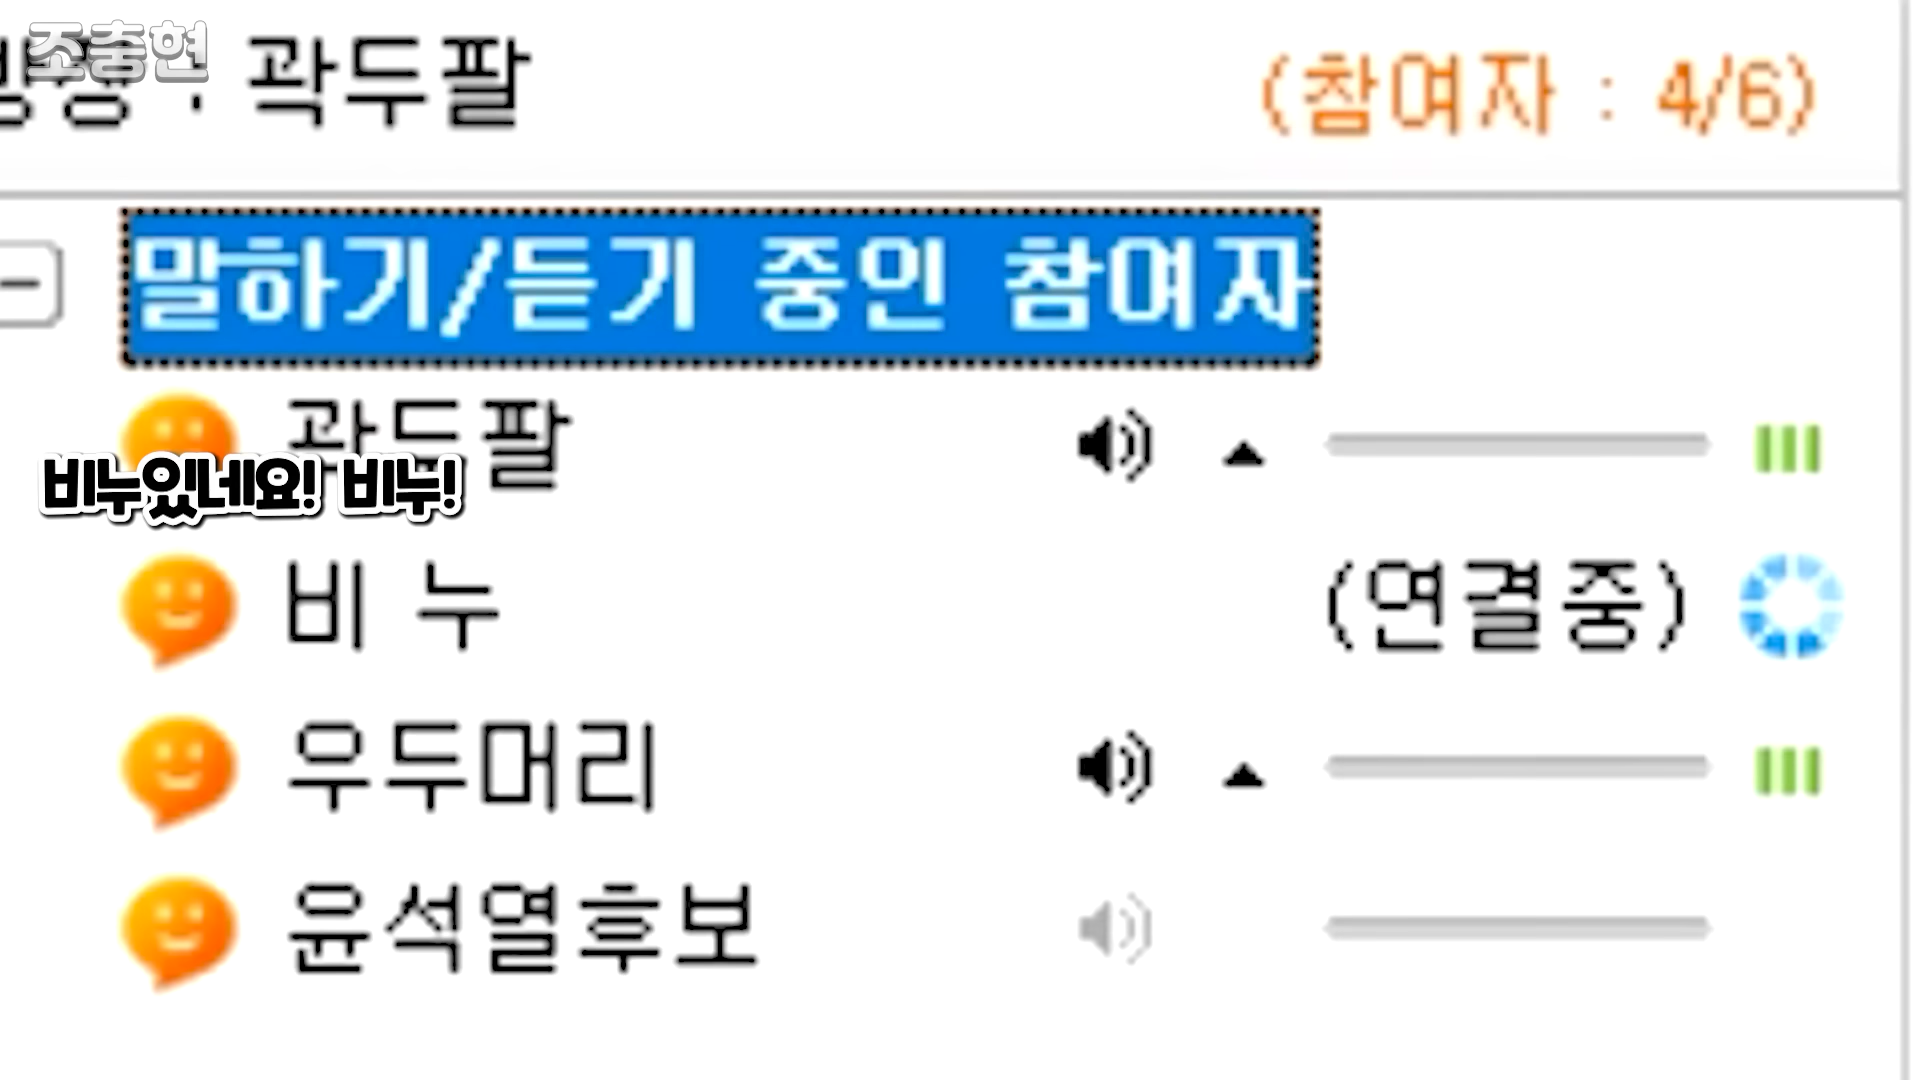 조충현
방장 : 곽두팔
(참여자 : 4/6)
말하기/듣기 중인 참여자
곽두팔
비누있네요! 비누!
비 누
(연결중)
우두머리
윤석열후보